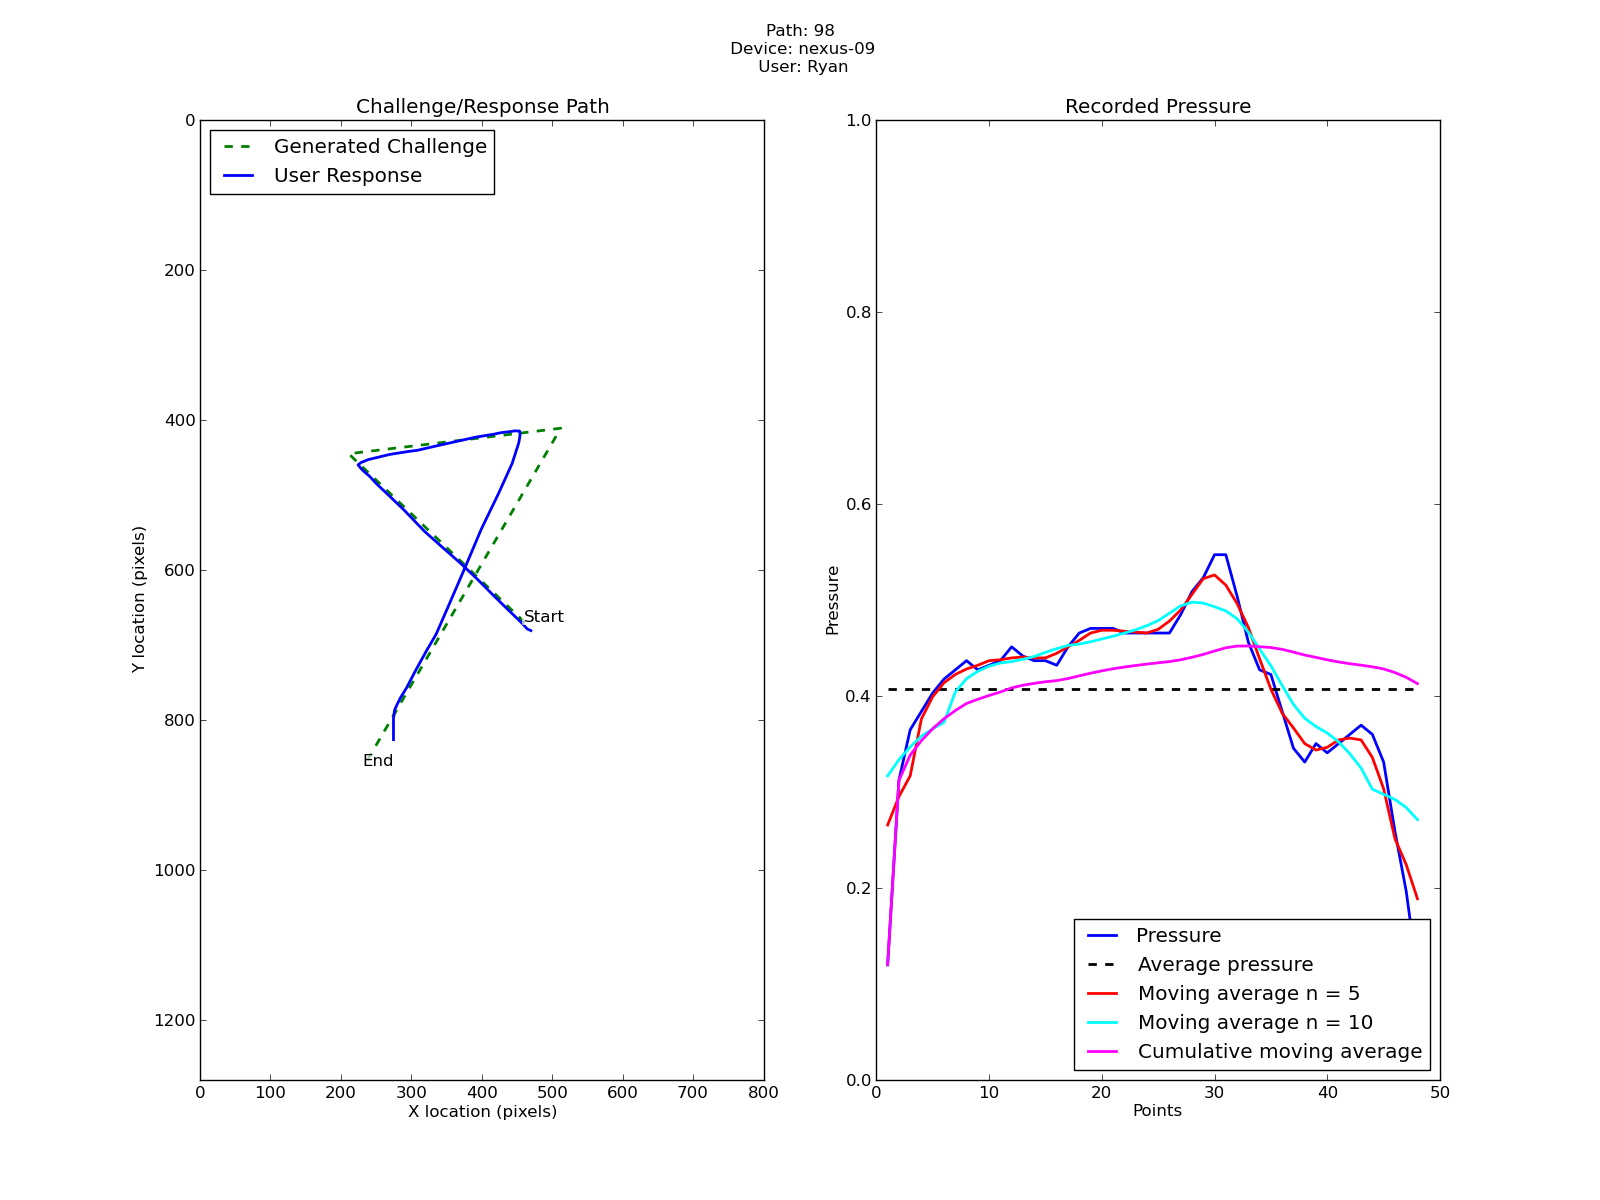 Path: 98
Device: nexus-09
User: Ryan
Challenge/Response Path
Generated Challenge
User Response
0
200
400
600
800
1000
1200
Y location (pixels)
Start
End
0 100 200 300 400 500 600 700 800
X location (pixels)
Recorded Pressure
1.0
0.8
0.6
0.4
0.2
0.0
Pressure
Pressure
Average pressure
Moving average n = 5
Moving average n = 10
Cumulative moving average
0 10 20 30 40 50
Points